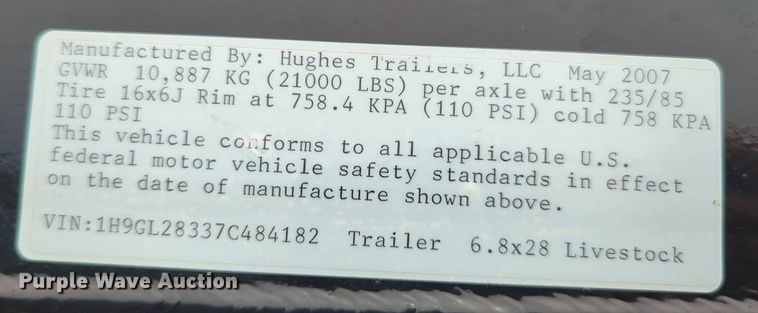 Manufactured By: Hughes Trailers, LLC May 2007
GVWR 10,887 KG (21000 LBS) per axle with 235/85
Tire 16x6J Rim at 758.4 KPA (110 PSI) cold 758 KPA
110 PSI
This vehicle conforms to all applicable U.S.
federal motor vehicle safety standards in effect
on the date of manufacture shown above.
VIN:1H9GL28337C484182 Trailer 6.8x28 Livestock
Purple Wave Auction